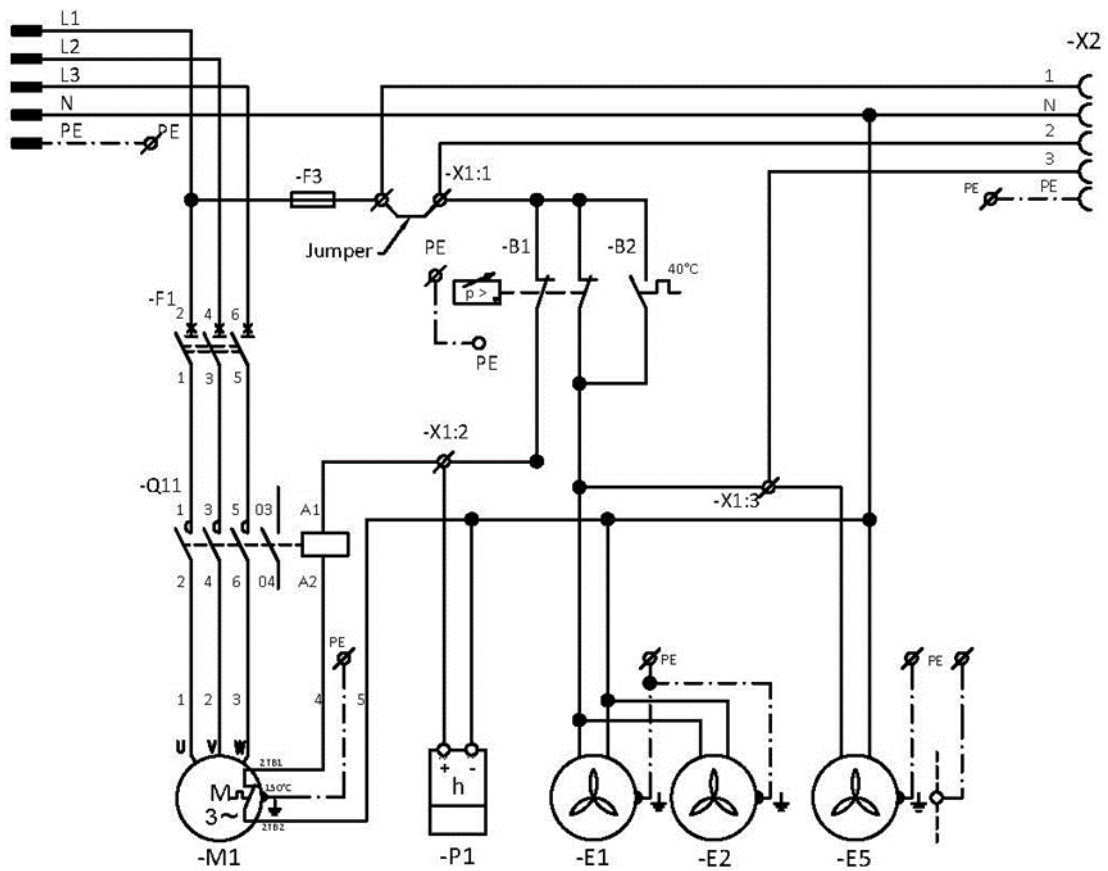 L1
L2
-X2
L3
1
N
N
PE
PE
2
3
-F3
-X1:1
PE
PE
Jumper
PE
-B1
-B2
40°C
p >
-F1
2 4 6
PE
1 3 5
-X1:2
-Q11
-X1:3
1 3 5 03 A1
2 4 6 04 A2
PE
PE
PE
1 2 3 4 5
U V W
2TB1
+ -
150°C
M
h
3~
2TB2
-M1
-P1
-E1
-E2
-E5